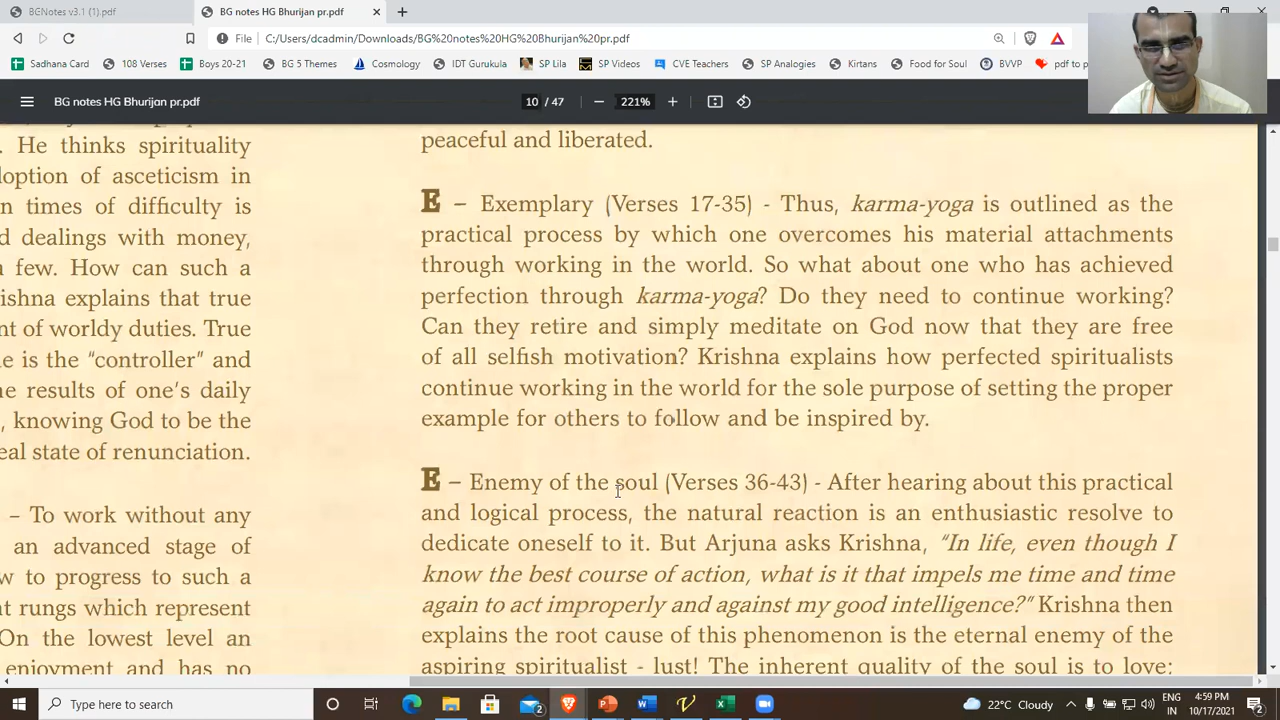 BGNotes v3.1 (1).pdf
BG notes HG Bhurijan pr.pdf
File
C:/Users/dcadmin/Downloads/BG%20notes%20HG%20Bhurijan%20pr.pdf
Sadhana Card
108 Verses
Boys 20-21
BG 5 Themes
Cosmology
IDT Gurukula
SP Lila
SP Videos
CVE Teachers
SP Analogies
Kirtans
Food for Soul
BVVP
pdf to p
BG notes HG Bhurijan pr.pdf
10 / 47
221%
. He thinks spirituality
loption of asceticism in
n times of difficulty is
d dealings with money,
few. How can such a
ishna explains that true
nt of worldy duties. True
e is the “controller” and
ne results of one’s daily
, knowing God to be the
eal state of renunciation.
– To work without any
an advanced stage of
w to progress to such a
nt rungs which represent
On the lowest level an
enjoyment and has no
peaceful and liberated.
E – Exemplary (Verses 17-35) - Thus, karma-yoga is outlined as the
practical process by which one overcomes his material attachments
through working in the world. So what about one who has achieved
perfection through karma-yoga? Do they need to continue working?
Can they retire and simply meditate on God now that they are free
of all selfish motivation? Krishna explains how perfected spiritualists
continue working in the world for the sole purpose of setting the proper
example for others to follow and be inspired by.
E – Enemy of the soul (Verses 36-43) - After hearing about this practical
and logical process, the natural reaction is an enthusiastic resolve to
dedicate oneself to it. But Arjuna asks Krishna, “In life, even though I
know the best course of action, what is it that impels me time and time
again to act improperly and against my good intelligence?” Krishna then
explains the root cause of this phenomenon is the eternal enemy of the
aspiring spiritualist - lust! The inherent quality of the soul is to love;
Type here to search
2
22°C Cloudy
ENG
IN
4:59 PM
10/17/2021
2